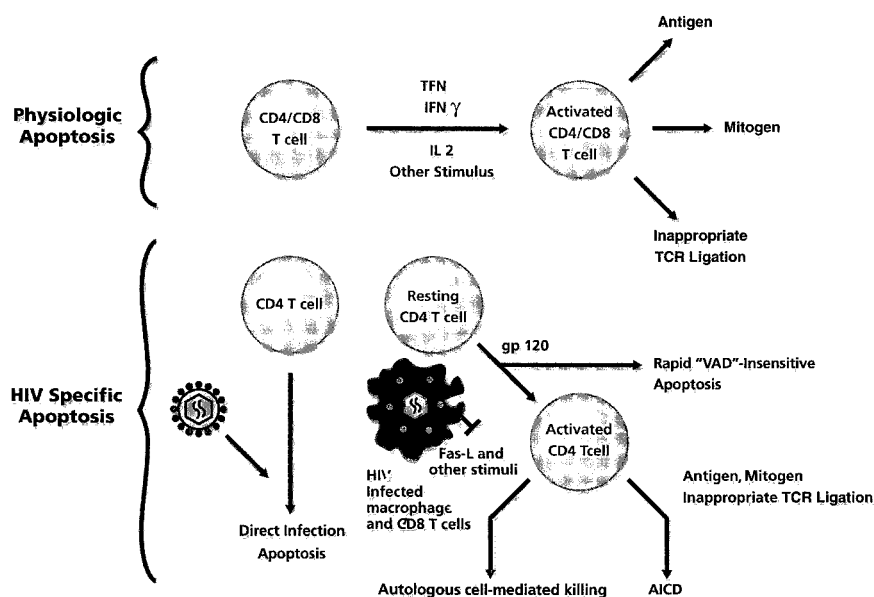 Antigen
Physiologic
Apoptosis
CD4/CD8
T cell
TFN
IFN γ
IL 2
Other Stimulus
Activated
CD4/CD8
T cell
Mitogen
Inappropriate
TCR Ligation
HIV Specific
Apoptosis
CD4 T cell
Resting
CD4 T cell
gp 120
Rapid "VAD"-Insensitive
Apoptosis
Activated
CD4 Tcell
Fas-L and
other stimuli
HIV
Infected
macrophage
and CD8 T cells
Antigen, Mitogen
Inappropriate TCR Ligation
Direct Infection
Apoptosis
Autologous cell-mediated killing
AICD